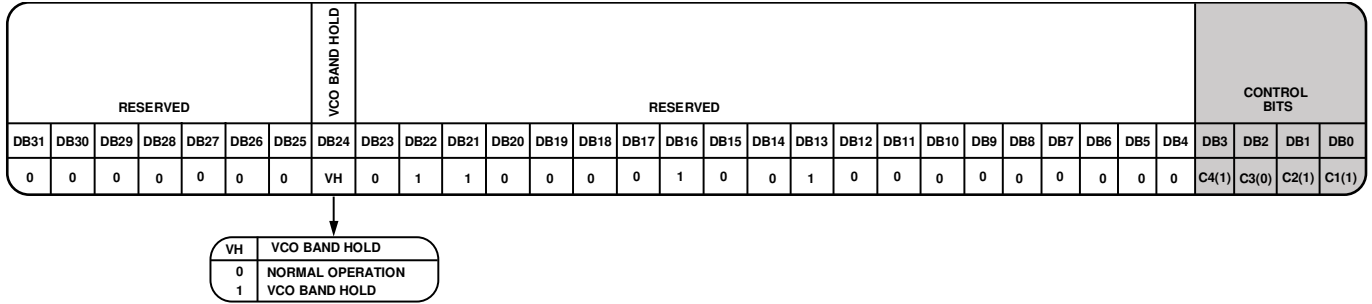 RESERVED VCO BAND HOLD RESERVED CONTROL
BITS
DB31 DB30 DB29 DB28 DB27 DB26 DB25 DB24 DB23 DB22 DB21 DB20 DB19 DB18 DB17 DB16 DB15 DB14 DB13 DB12 DB11 DB10 DB9 DB8 DB7 DB6 DB5 DB4 DB3 DB2 DB1 DB0
0 0 0 0 0 0 0 VH 0 1 1 0 0 0 0 1 0 0 1 0 0 0 0 0 0 0 0 0 C4(1) C3(0) C2(1) C1(1)
VH VCO BAND HOLD
0 NORMAL OPERATION
1 VCO BAND HOLD